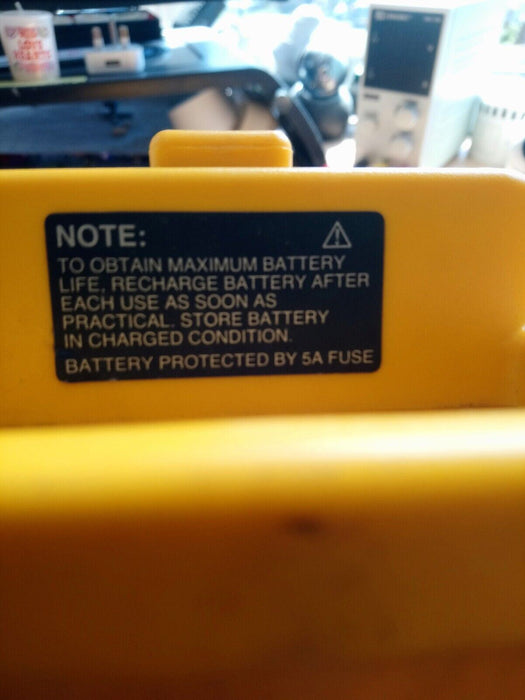 NOTE:
TO OBTAIN MAXIMUM BATTERY
LIFE, RECHARGE BATTERY AFTER
EACH USE AS SOON AS
PRACTICAL. STORE BATTERY
IN CHARGED CONDITION.
BATTERY PROTECTED BY 5A FUSE